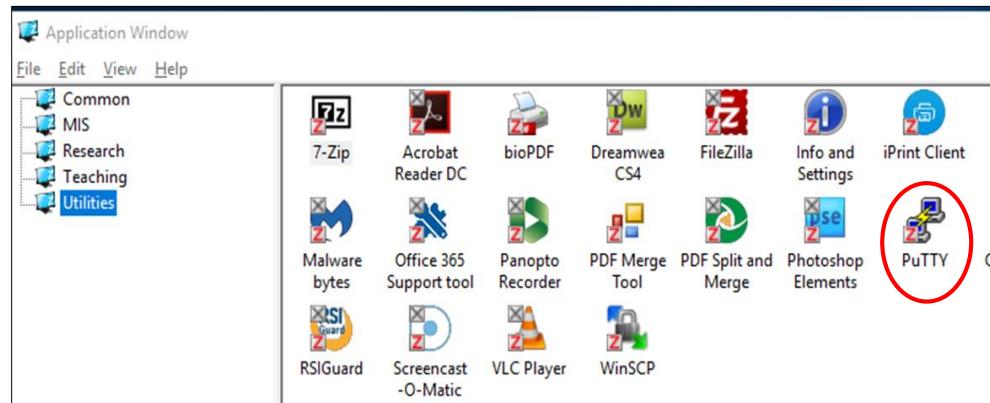 Application Window
File Edit View Help
Common
MIS
Research
Teaching
Utilities
7-Zip
Acrobat
Reader DC
bioPDF
Dreamwea
CS4
FileZilla
Info and
Settings
iPrint Client
Malware
bytes
Office 365
Support tool
Panopto
Recorder
PDF Merge
Tool
PDF Split and
Merge
Photoshop
Elements
PuTTY
RSIGuard
Screencast
-O-Matic
VLC Player
WinSCP